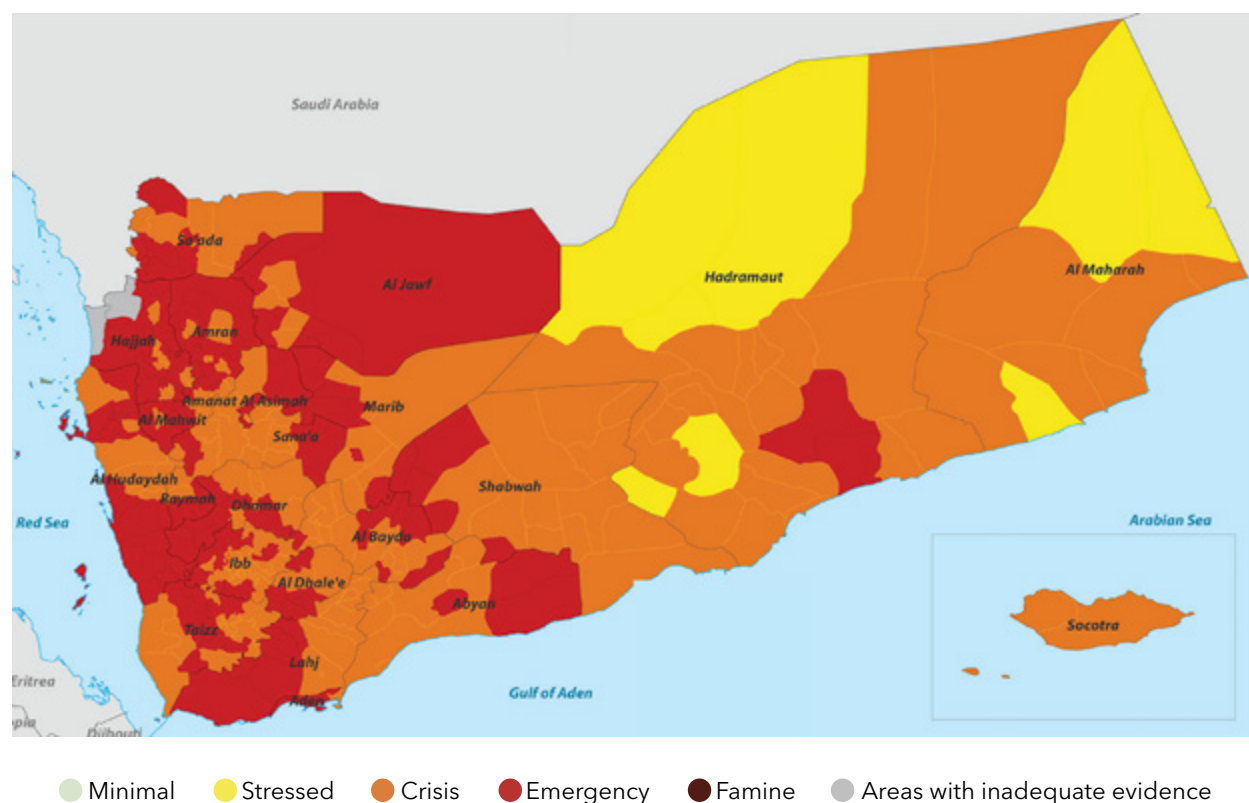 Saudi Arabia
Sa'ada
Al Jawf
Hadramaut
Al Maharah
Hajjah
Amran
Amanat Al Asimah
Marib
Al Mahwit
Sana'a
Al Hudaydah
Raymah
Dhamar
Shabwah
Red Sea
Arabian Sea
Al Bayda
Ibb
Al Dhale'e
Abyan
Socotra
Taizz
Lahj
Aden
Gulf of Aden
Eritrea
opia
Djibouti
Minimal Stressed Crisis Emergency Famine Areas with inadequate evidence